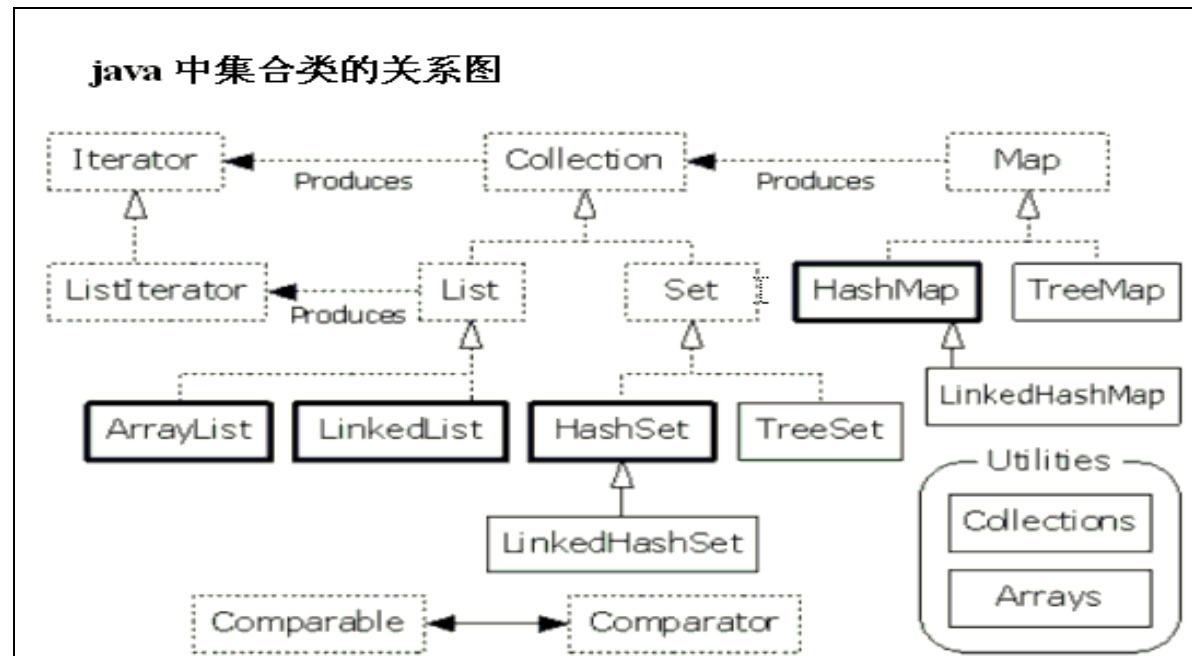 java 中集合类的关系图
Iterator
Collection
Map
Produces
Produces
ListIterator
List
Set
HashMap
TreeMap
Produces
LinkedHashMap
ArrayList
LinkedList
HashSet
TreeSet
Utilities
Collections
LinkedHashSet
Arrays
Comparable
Comparator